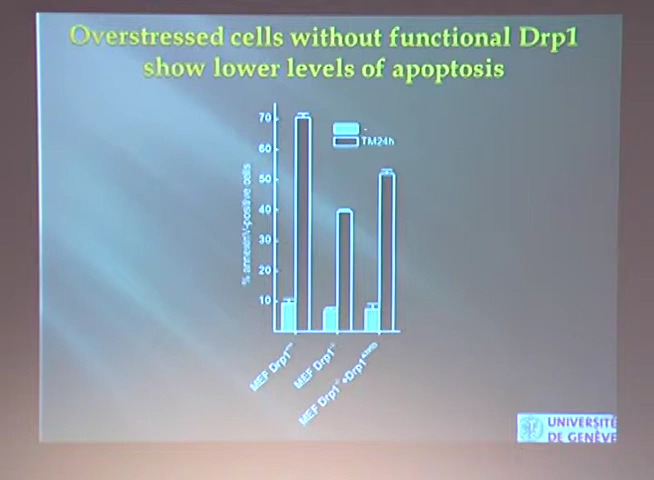 Overstressed cells without functional Drp1
show lower levels of apoptosis
70
60
50
40
30
20
10
% annexinV-positive cells
-
TM24h
MEF Drp1+/+
MEF Drp1-/-
MEF Drp1-/-+Drp1
UNIVERSITÉ
DE GENÈVE